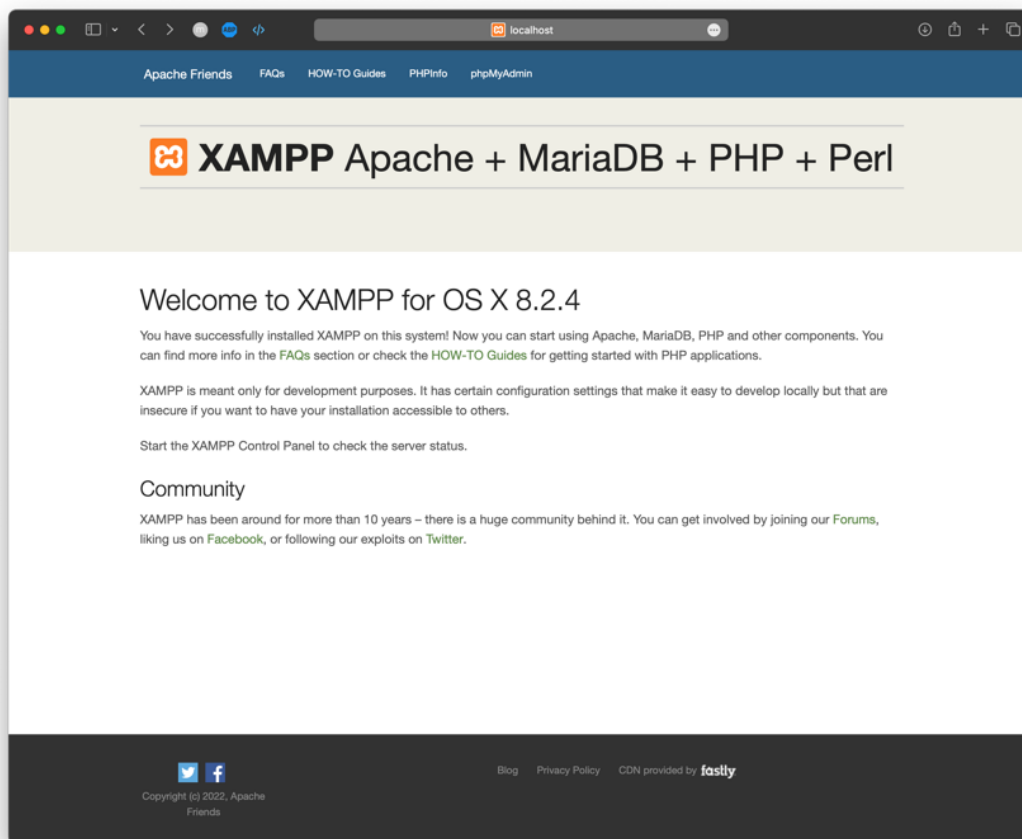 localhost
Apache Friends FAQs HOW-TO Guides PHPInfo phpMyAdmin
XAMPP Apache + MariaDB + PHP + Perl
Welcome to XAMPP for OS X 8.2.4
You have successfully installed XAMPP on this system! Now you can start using Apache, MariaDB, PHP and other components. You
can find more info in the FAQs section or check the HOW-TO Guides for getting started with PHP applications.
XAMPP is meant only for development purposes. It has certain configuration settings that make it easy to develop locally but that are
insecure if you want to have your installation accessible to others.
Start the XAMPP Control Panel to check the server status.
Community
XAMPP has been around for more than 10 years – there is a huge community behind it. You can get involved by joining our Forums,
liking us on Facebook, or following our exploits on Twitter.
Blog Privacy Policy CDN provided by fastly
Copyright (c) 2022, Apache
Friends